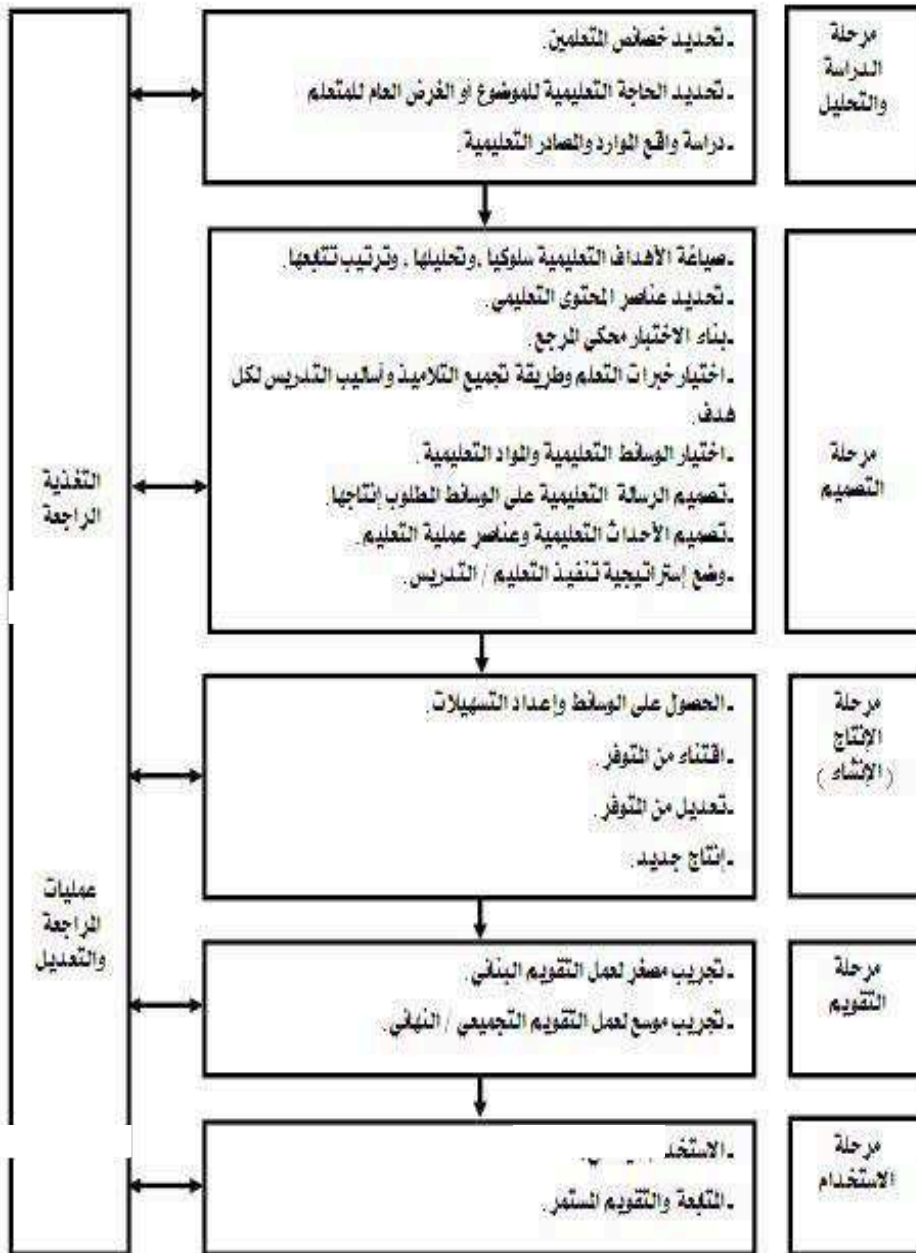 مرحلة
الدراسة
والتحليل
ـ تحديد خصائص المتعلمين.
ـ تحديد الحاجة التعليمية للموضوع أو الغرض العام للمتعلم
ـ دراسة واقع الموارد والمصادر التعليمية.
مرحلة
التصميم
ـ صياغة الأهداف التعليمية سلوكيا ، وتحليلها ، وترتيب تتابعها.
ـ تحديد عناصر المحتوى التعليمي.
ـ بناء الاختبار محكي المرجع.
ـ اختيار خبرات التعلم وطريقة تجميع التلاميذ وأساليب التدريس لكل
هدف.
ـ اختيار الوسائط التعليمية والمواد التعليمية.
ـ تصميم الرسالة التعليمية على الوسائط المطلوب إنتاجها.
ـ تصميم الأحداث التعليمية وعناصر عملية التعليم.
ـ وضع إستراتيجية تنفيذ التعليم / التدريس.
مرحلة
الإنتاج
(الإنشاء)
ـ الحصول على الوسائط وإعداد التسهيلات.
ـ اقتناء من المتوفر.
ـ تعديل من المتوفر.
ـ إنتاج جديد.
مرحلة
التقويم
ـ تجريب مصغر لعمل التقويم البنائي.
ـ تجريب موسع لعمل التقويم التجميعي / النهائي.
مرحلة
الاستخدام
ـ المتابعة والتقويم المستمر.
التغذية
الراجعة
عمليات
المراجعة
والتعديل